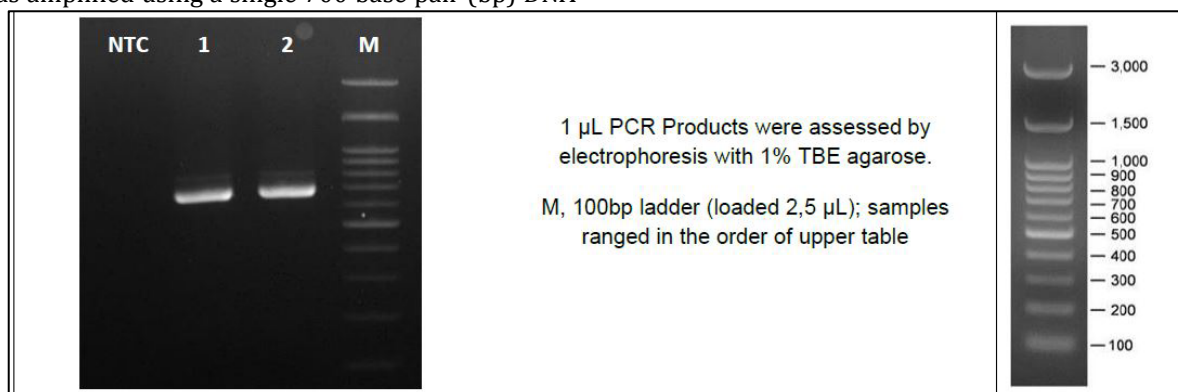 as amplified using a single 700 base pair (bp) DNA
NTC 1 2 M
1 µL PCR Products were assessed by
electrophoresis with 1% TBE agarose.
M, 100bp ladder (loaded 2,5 µL); samples
ranged in the order of upper table
3,000
1,500
1,000
900
800
700
600
500
400
300
200
100